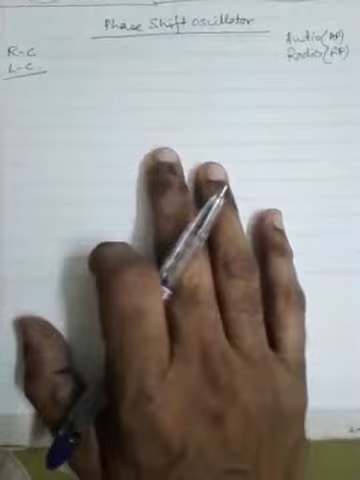 Phase Shift Oscillator
R-C
L-C.
Audio(AF)
Radio(RF)